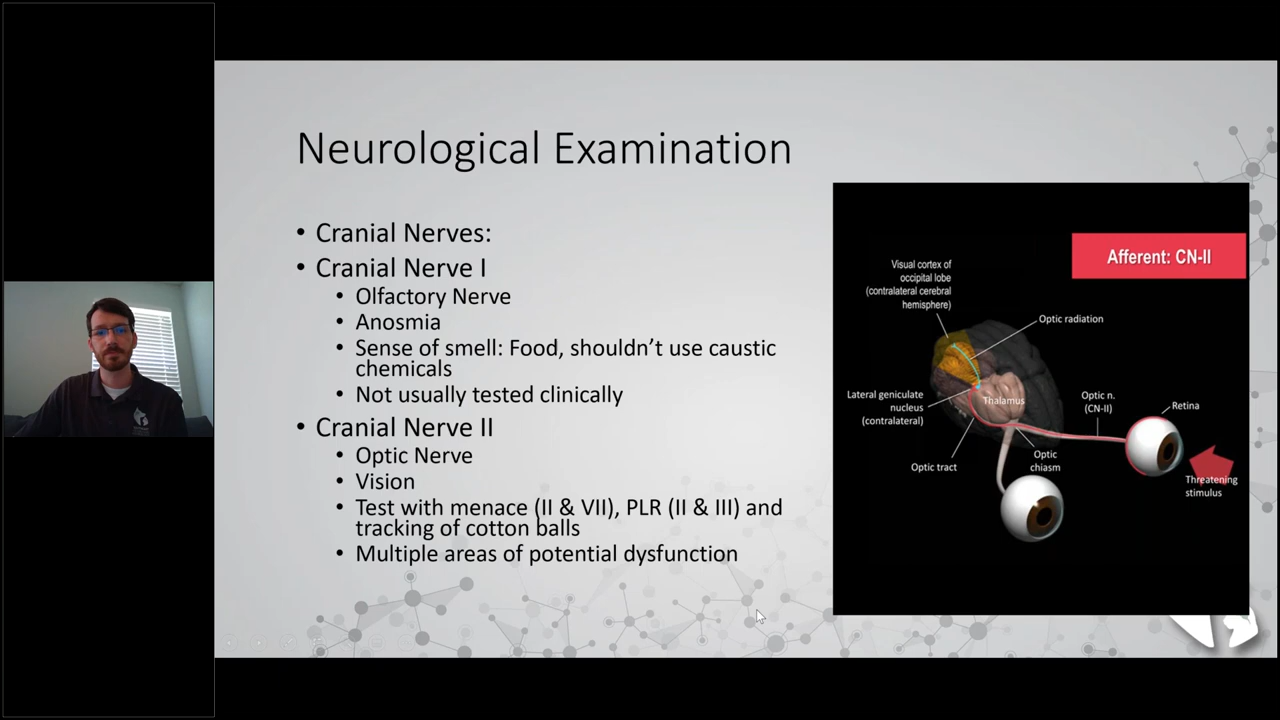 Neurological Examination
• Cranial Nerves:
• Cranial Nerve I
• Olfactory Nerve
• Anosmia
• Sense of smell: Food, shouldn’t use caustic
chemicals
• Not usually tested clinically
• Cranial Nerve II
• Optic Nerve
• Vision
• Test with menace (II & VII), PLR (II & III) and
tracking of cotton balls
• Multiple areas of potential dysfunction
Afferent: CN-II
Visual cortex of
occipital lobe
(contralateral cerebral
hemisphere)
Optic radiation
Lateral geniculate
nucleus
(contralateral)
Thalamus
Optic n.
(CN-II)
Retina
Optic tract
Optic
chiasm
Threatening
stimulus